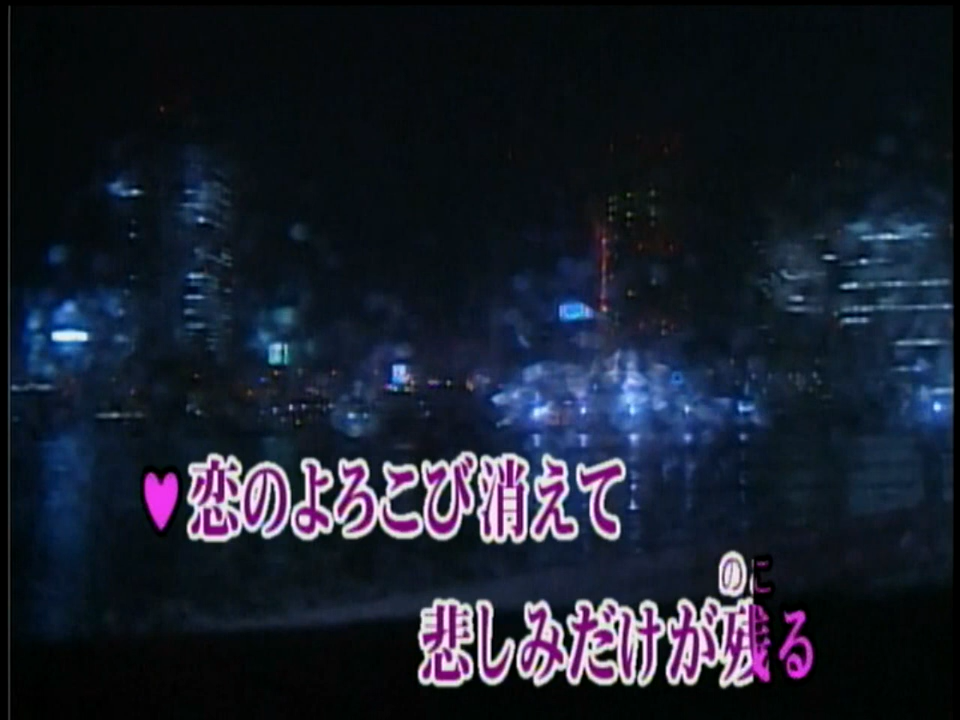 ♥恋のよろこび消えて
のこ
悲しみだけが残る